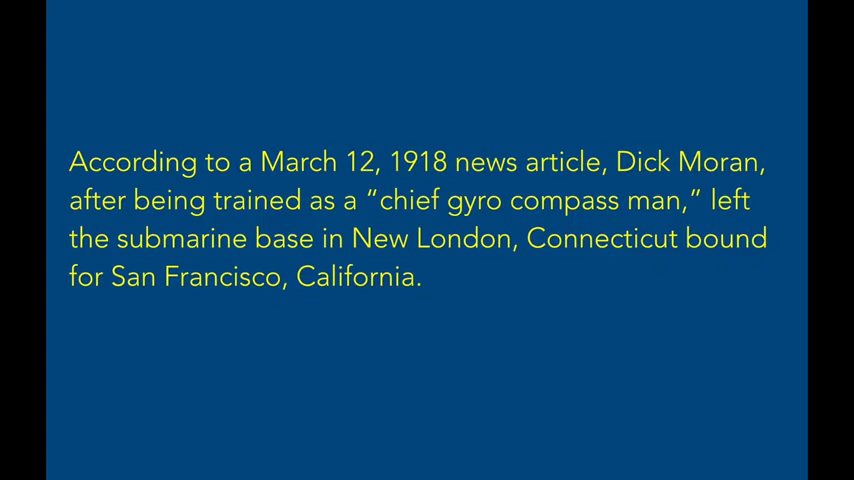 According to a March 12, 1918 news article, Dick Moran,
after being trained as a “chief gyro compass man,” left
the submarine base in New London, Connecticut bound
for San Francisco, California.